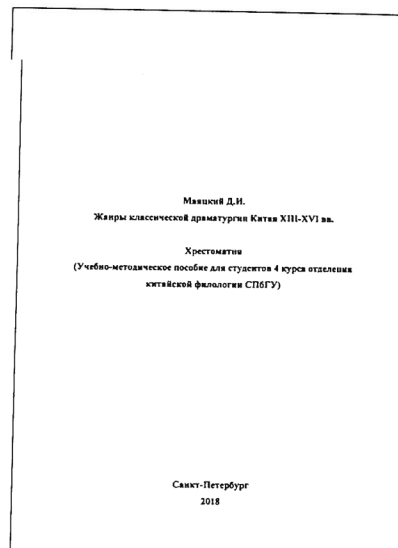 Маяцкий Д.И.
Жанры классической драматургии Китая XIII-XVI вв.
Хрестоматия
(Учебно-методическое пособие для студентов 4 курса отделения
китайской филологии СПбГУ)
Санкт-Петербург
2018